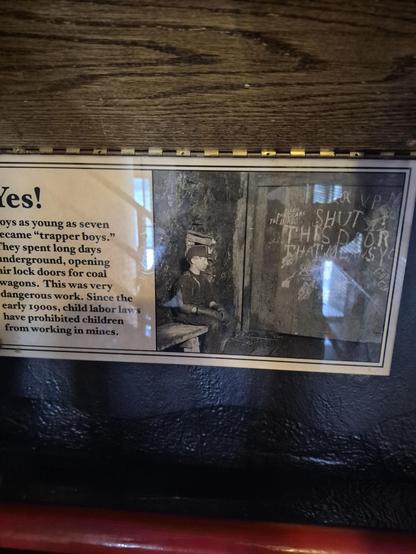 Yes!
oys as young as seven
ecame “trapper boys.”
They spent long days
underground, opening
air lock doors for coal
wagons. This was very
dangerous work. Since the
early 1900s, child labor laws
have prohibited children
from working in mines.
SHUT
THIS DOOR